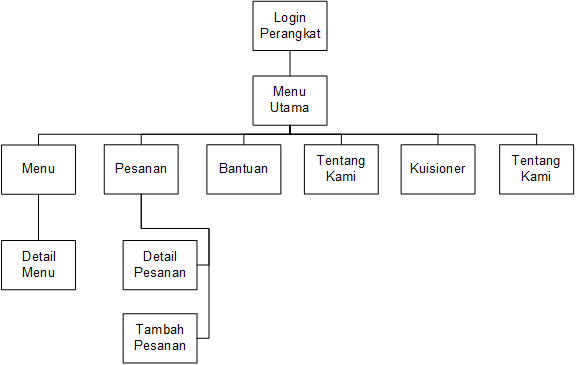 Login
Perangkat
Menu
Utama
Menu
Pesanan
Bantuan
Tentang
Kami
Kuisioner
Tentang
Kami
Detail
Menu
Detail
Pesanan
Tambah
Pesanan